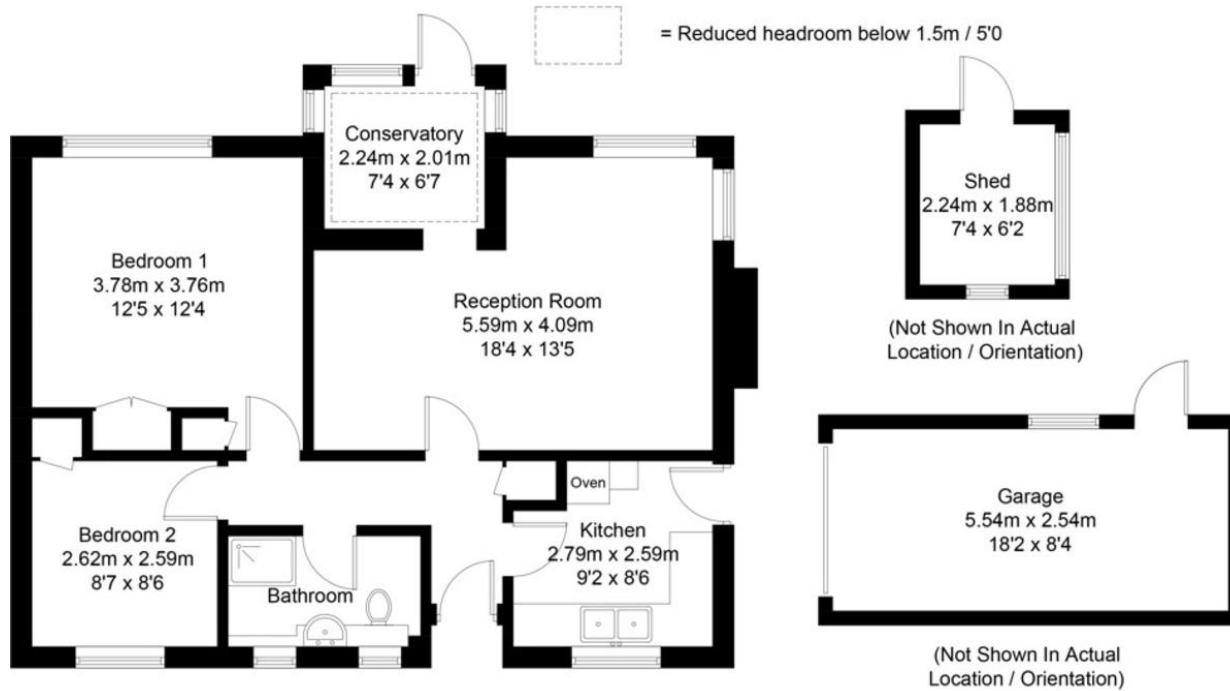 = Reduced headroom below 1.5m / 5'0
Conservatory
2.24m x 2.01m
7'4 x 6'7
Shed
2.24m x 1.88m
7'4 x 6'2
(Not Shown In Actual
Location / Orientation)
Bedroom 1
3.78m x 3.76m
12'5 x 12'4
Reception Room
5.59m x 4.09m
18'4 x 13'5
Oven
Kitchen
2.79m x 2.59m
9'2 x 8'6
Bedroom 2
2.62m x 2.59m
8'7 x 8'6
Bathroom
Garage
5.54m x 2.54m
18'2 x 8'4
(Not Shown In Actual
Location / Orientation)